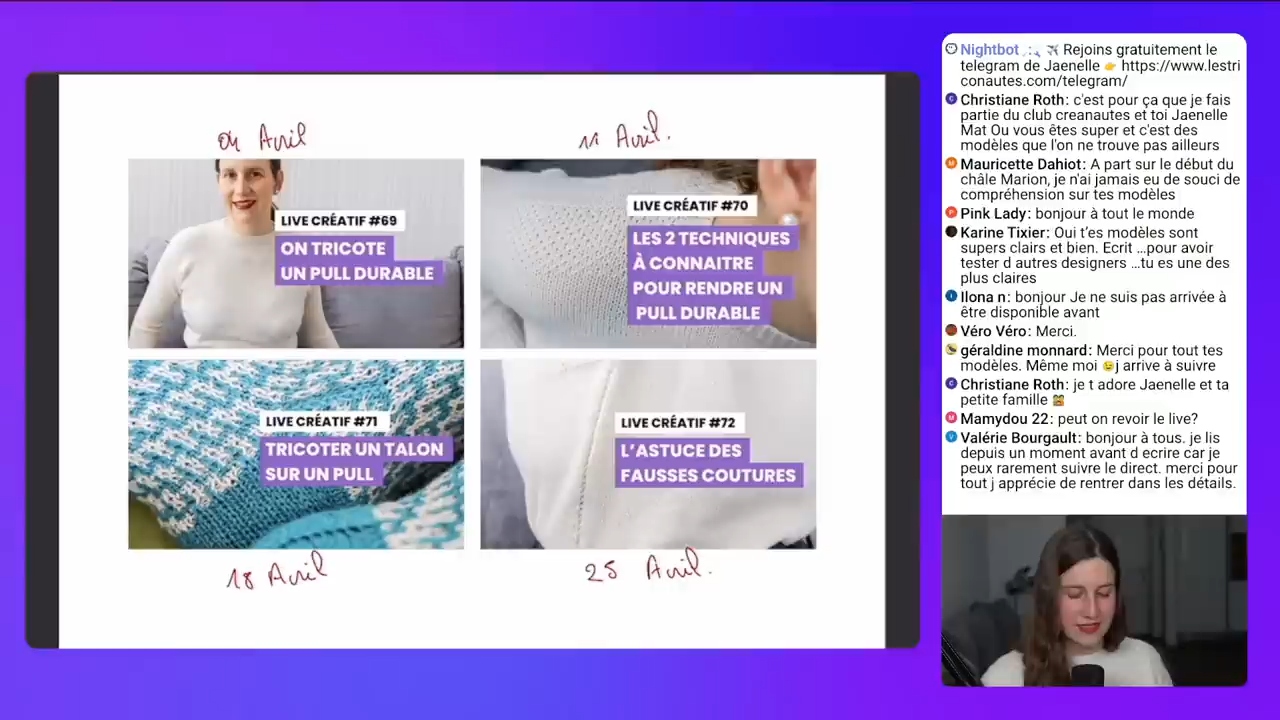 04 Avril
11 Avril.
LIVE CRÉATIF #69
ON TRICOTE
UN PULL DURABLE
LIVE CRÉATIF #70
LES 2 TECHNIQUES
À CONNAITRE
POUR RENDRE UN
PULL DURABLE
LIVE CRÉATIF #71
TRICOTER UN TALON
SUR UN PULL
LIVE CRÉATIF #72
L'ASTUCE DES
FAUSSES COUTURES
18 Avril
25 Avril.
Nightbot : ✈️ Rejoins gratuitement le
telegram de Jaenelle 👉 https://www.lestri
conautes.com/telegram/
Christiane Roth: c'est pour ça que je fais
partie du club creanautes et toi Jaenelle
Mat Ou vous êtes super et c'est des
modèles que l'on ne trouve pas ailleurs
Mauricette Dahiot: A part sur le début du
châle Marion, je n'ai jamais eu de souci de
compréhension sur tes modèles
Pink Lady: bonjour à tout le monde
Karine Tixier: Oui t'es modèles sont
supers clairs et bien. Ecrit …pour avoir
tester d autres designers …tu es une des
plus claires
Ilona n: bonjour Je ne suis pas arrivée à
être disponible avant
Véro Véro: Merci.
géraldine monnard: Merci pour tout tes
modèles. Même moi 😉j arrive à suivre
Christiane Roth: je t adore Jaenelle et ta
petite famille 👨‍👩‍👧
Mamydou 22: peut on revoir le live?
Valérie Bourgault: bonjour à tous. je lis
depuis un moment avant d ecrire car je
peux rarement suivre le direct. merci pour
tout j apprécie de rentrer dans les détails.